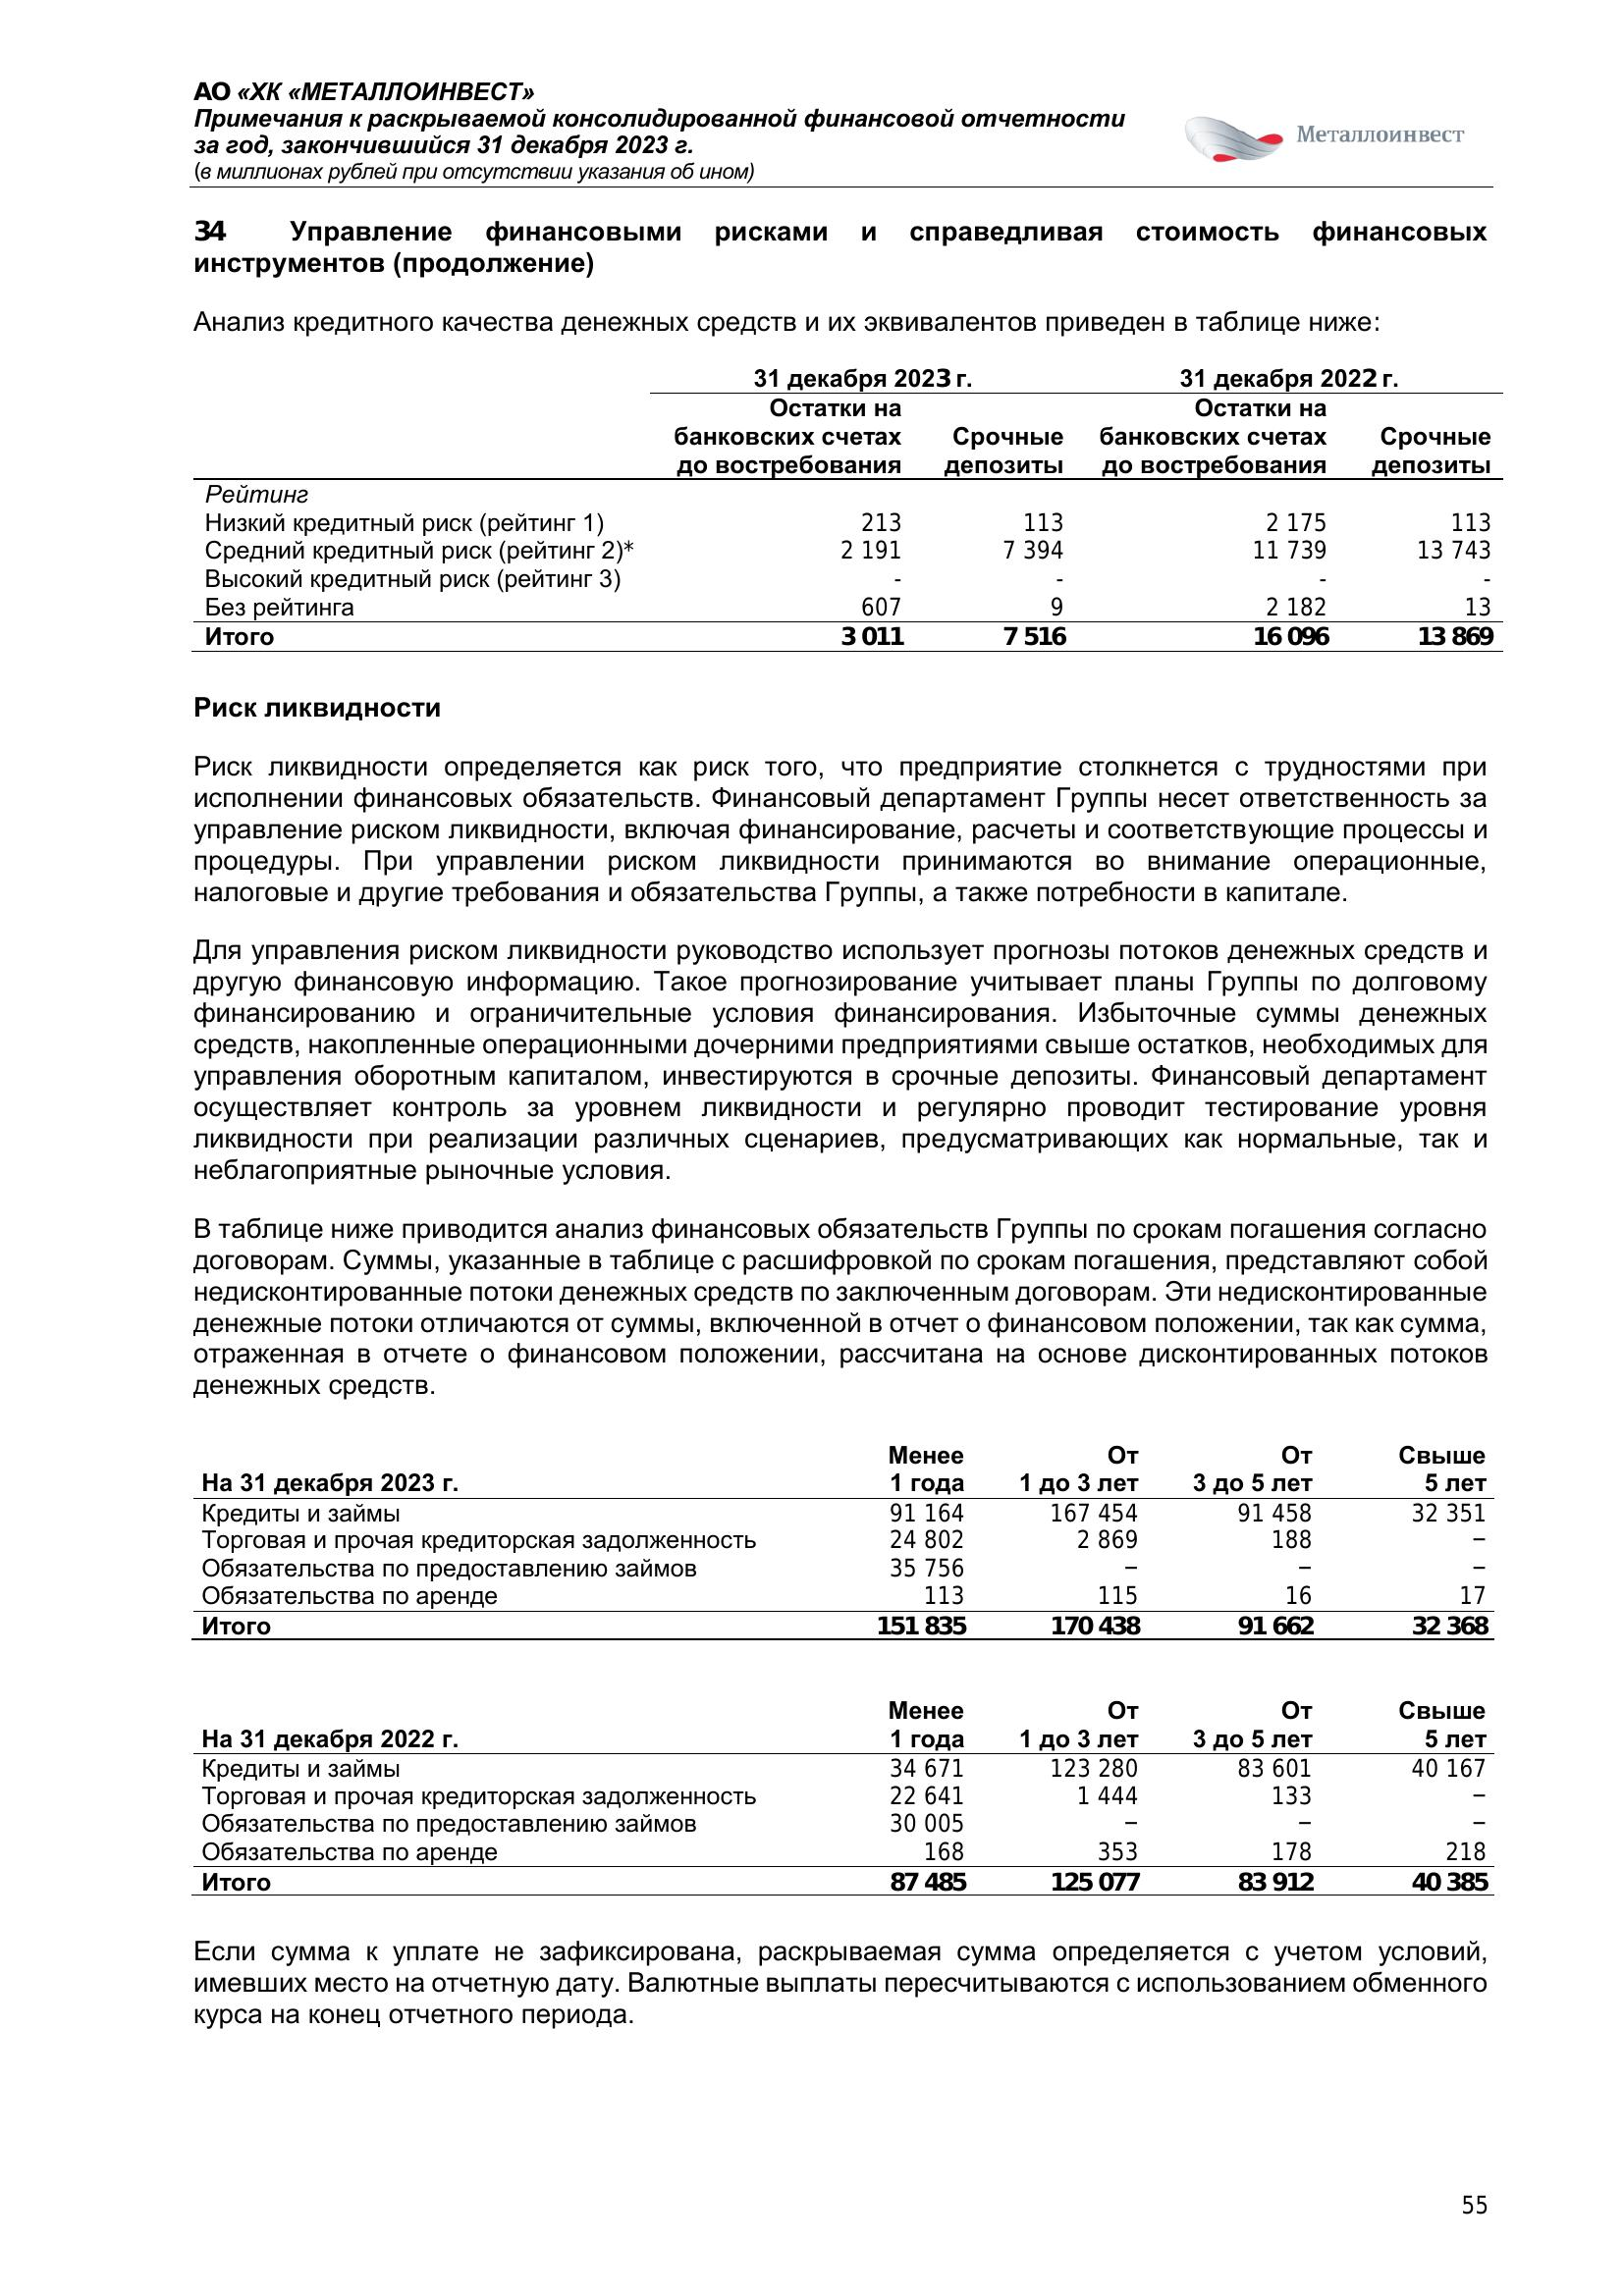 АО «ХК «МЕТАЛЛОИНВЕСТ»
Примечания к раскрываемой консолидированной финансовой отчетности
за год, закончившийся 31 декабря 2023 г.
(в миллионах рублей при отсутствии указания об ином)
Металлоинвест
34 Управление финансовыми рисками и справедливая стоимость финансовых
инструментов (продолжение)
Анализ кредитного качества денежных средств и их эквивалентов приведен в таблице ниже:
31 декабря 2023 г. 31 декабря 2022 г.
Остатки на Остатки на
банковских счетах Срочные банковских счетах Срочные
до востребования депозиты до востребования депозиты
Рейтинг
Низкий кредитный риск (рейтинг 1) 213 113 2 175 113
Средний кредитный риск (рейтинг 2)* 2 191 7 394 11 739 13 743
Высокий кредитный риск (рейтинг 3) - - - -
Без рейтинга 607 9 2 182 13
Итого 3 011 7 516 16 096 13 869
Риск ликвидности
Риск ликвидности определяется как риск того, что предприятие столкнется с трудностями при
исполнении финансовых обязательств. Финансовый департамент Группы несет ответственность за
управление риском ликвидности, включая финансирование, расчеты и соответствующие процессы и
процедуры. При управлении риском ликвидности принимаются во внимание операционные,
налоговые и другие требования и обязательства Группы, а также потребности в капитале.
Для управления риском ликвидности руководство использует прогнозы потоков денежных средств и
другую финансовую информацию. Такое прогнозирование учитывает планы Группы по долговому
финансированию и ограничительные условия финансирования. Избыточные суммы денежных
средств, накопленные операционными дочерними предприятиями свыше остатков, необходимых для
управления оборотным капиталом, инвестируются в срочные депозиты. Финансовый департамент
осуществляет контроль за уровнем ликвидности и регулярно проводит тестирование уровня
ликвидности при реализации различных сценариев, предусматривающих как нормальные, так и
неблагоприятные рыночные условия.
В таблице ниже приводится анализ финансовых обязательств Группы по срокам погашения согласно
договорам. Суммы, указанные в таблице с расшифровкой по срокам погашения, представляют собой
недисконтированные потоки денежных средств по заключенным договорам. Эти недисконтированные
денежные потоки отличаются от суммы, включенной в отчет о финансовом положении, так как сумма,
отраженная в отчете о финансовом положении, рассчитана на основе дисконтированных потоков
денежных средств.
Менее От От Свыше
На 31 декабря 2023 г. 1 года 1 до 3 лет 3 до 5 лет 5 лет
Кредиты и займы 91 164 167 454 91 458 32 351
Торговая и прочая кредиторская задолженность 24 802 2 869 188 –
Обязательства по предоставлению займов 35 756 – – –
Обязательства по аренде 113 115 16 17
Итого 151 835 170 438 91 662 32 368
Менее От От Свыше
На 31 декабря 2022 г. 1 года 1 до 3 лет 3 до 5 лет 5 лет
Кредиты и займы 34 671 123 280 83 601 40 167
Торговая и прочая кредиторская задолженность 22 641 1 444 133 –
Обязательства по предоставлению займов 30 005 – – –
Обязательства по аренде 168 353 178 218
Итого 87 485 125 077 83 912 40 385
Если сумма к уплате не зафиксирована, раскрываемая сумма определяется с учетом условий,
имевших место на отчетную дату. Валютные выплаты пересчитываются с использованием обменного
курса на конец отчетного периода.
55